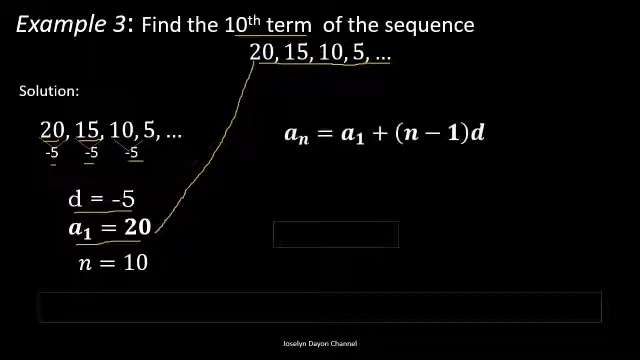 Example 3: Find the 10th term of the sequence
20, 15, 10, 5, ...
Solution:
20, 15, 10, 5, ...
-5 -5 -5
aₙ = a₁ + (n − 1)d
d = -5
a₁ = 20
n = 10
Joselyn Dayon Channel